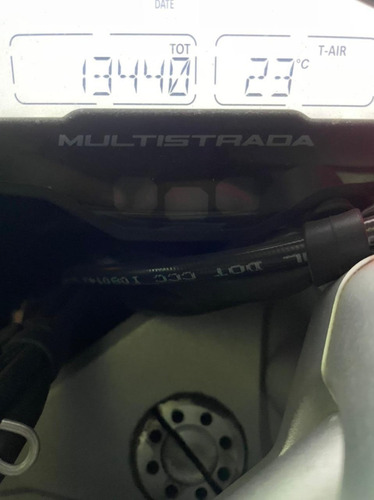 DATE
TOT
T-AIR
13440
23 °C
MULTISTRADA
DOT CCC